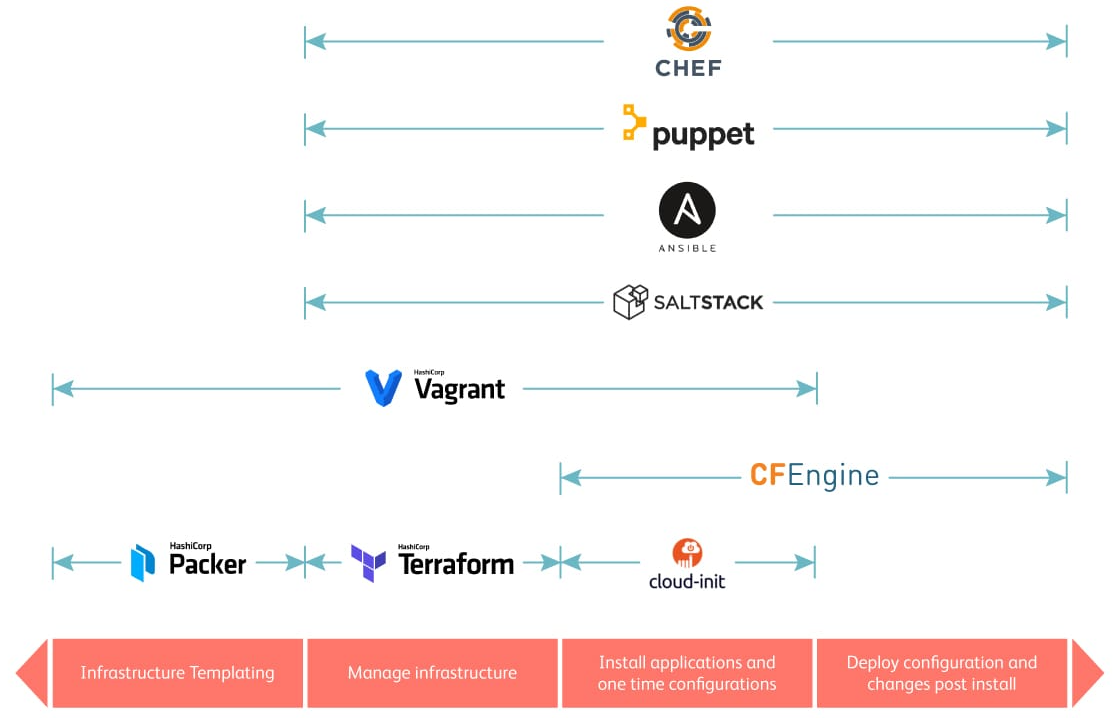 CHEF
puppet
ANSIBLE
SALTSTACK
HashiCorp
Vagrant
CFEngine
HashiCorp
Packer
HashiCorp
Terraform
cloud-init
Infrastructure Templating
Manage infrastructure
Install applications and
one time configurations
Deploy configuration and
changes post install